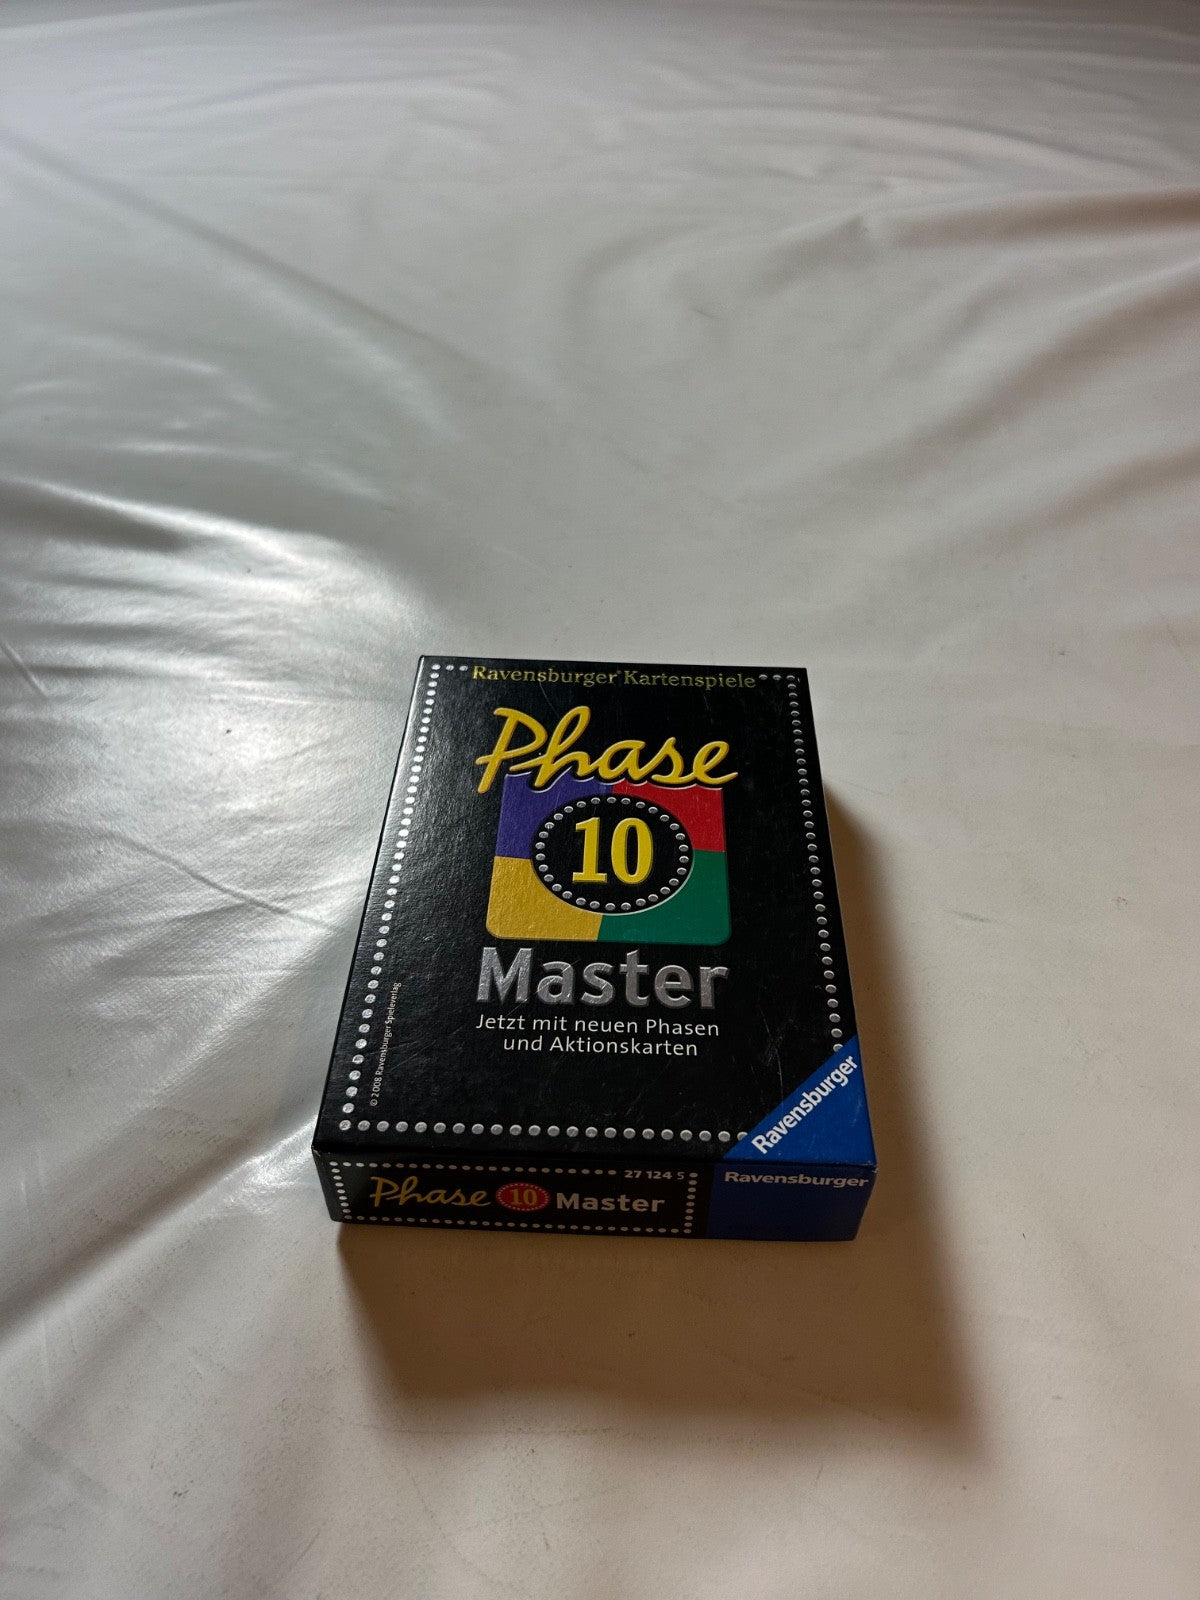 Ravensburger® Kartenspiele
Phase
10
Master
Jetzt mit neuen Phasen
und Aktionskarten
© 2008 Ravensburger Spieleverlag
Ravensburger
27 124 5
Phase 10 Master
Ravensburger